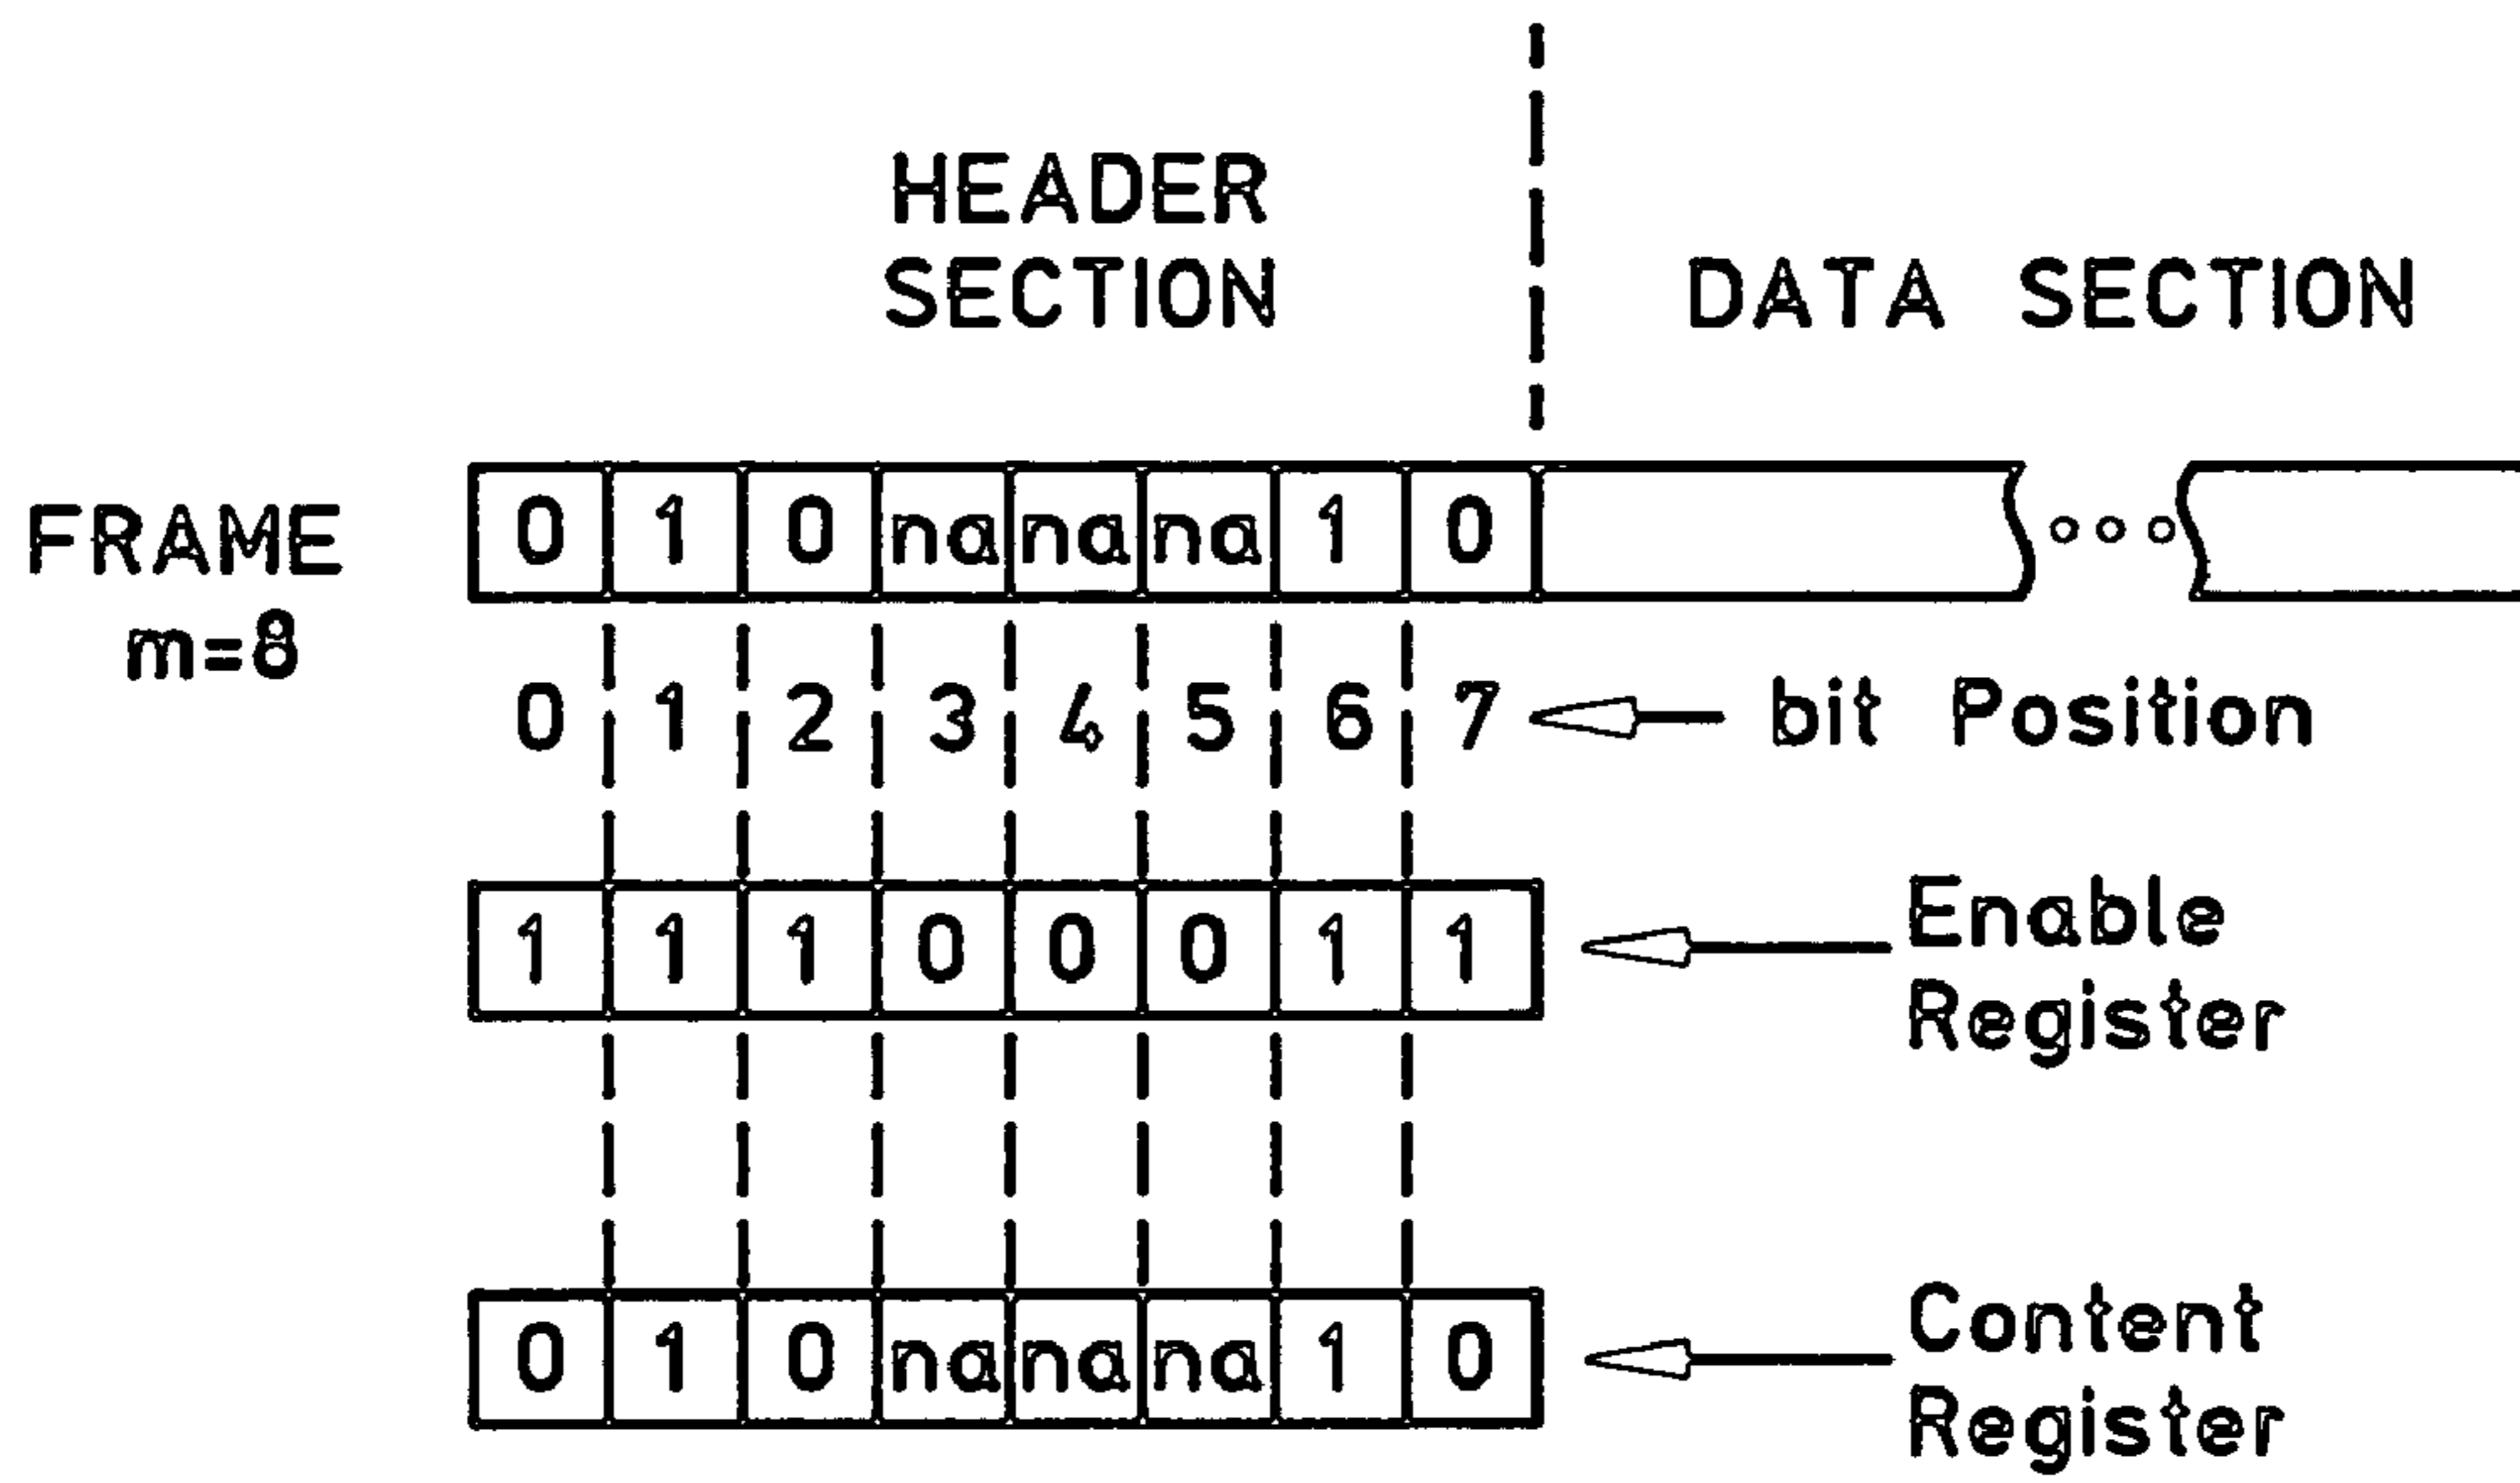 HEADER
SECTION
DATA SECTION
FRAME
m=8
0 1 0 na na na 1 0
0 1 2 3 4 5 6 7
bit Position
1 1 1 0 0 0 1 1
Enable
Register
0 1 0 na na na 1 0
Content
Register